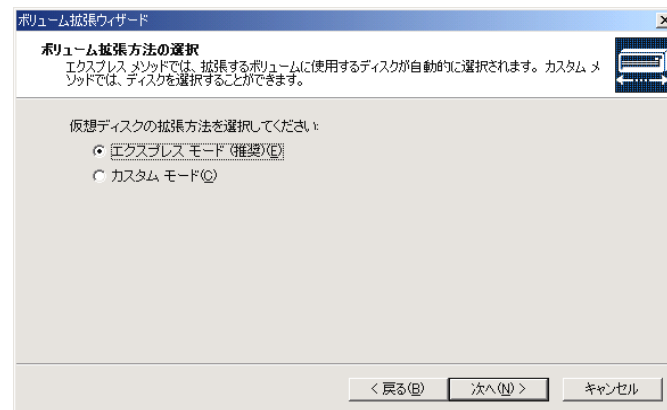 ボリューム拡張ウィザード
ボリューム拡張方法の選択
エクスプレス メソッドでは、拡張するボリュームに使用するディスクが自動的に選択されます。カスタム メ
ソッドでは、ディスクを選択することができます。
仮想ディスクの拡張方法を選択してください:
エクスプレス モード (推奨)(E)
カスタム モード(C)
< 戻る(B)
次へ(N) >
キャンセル